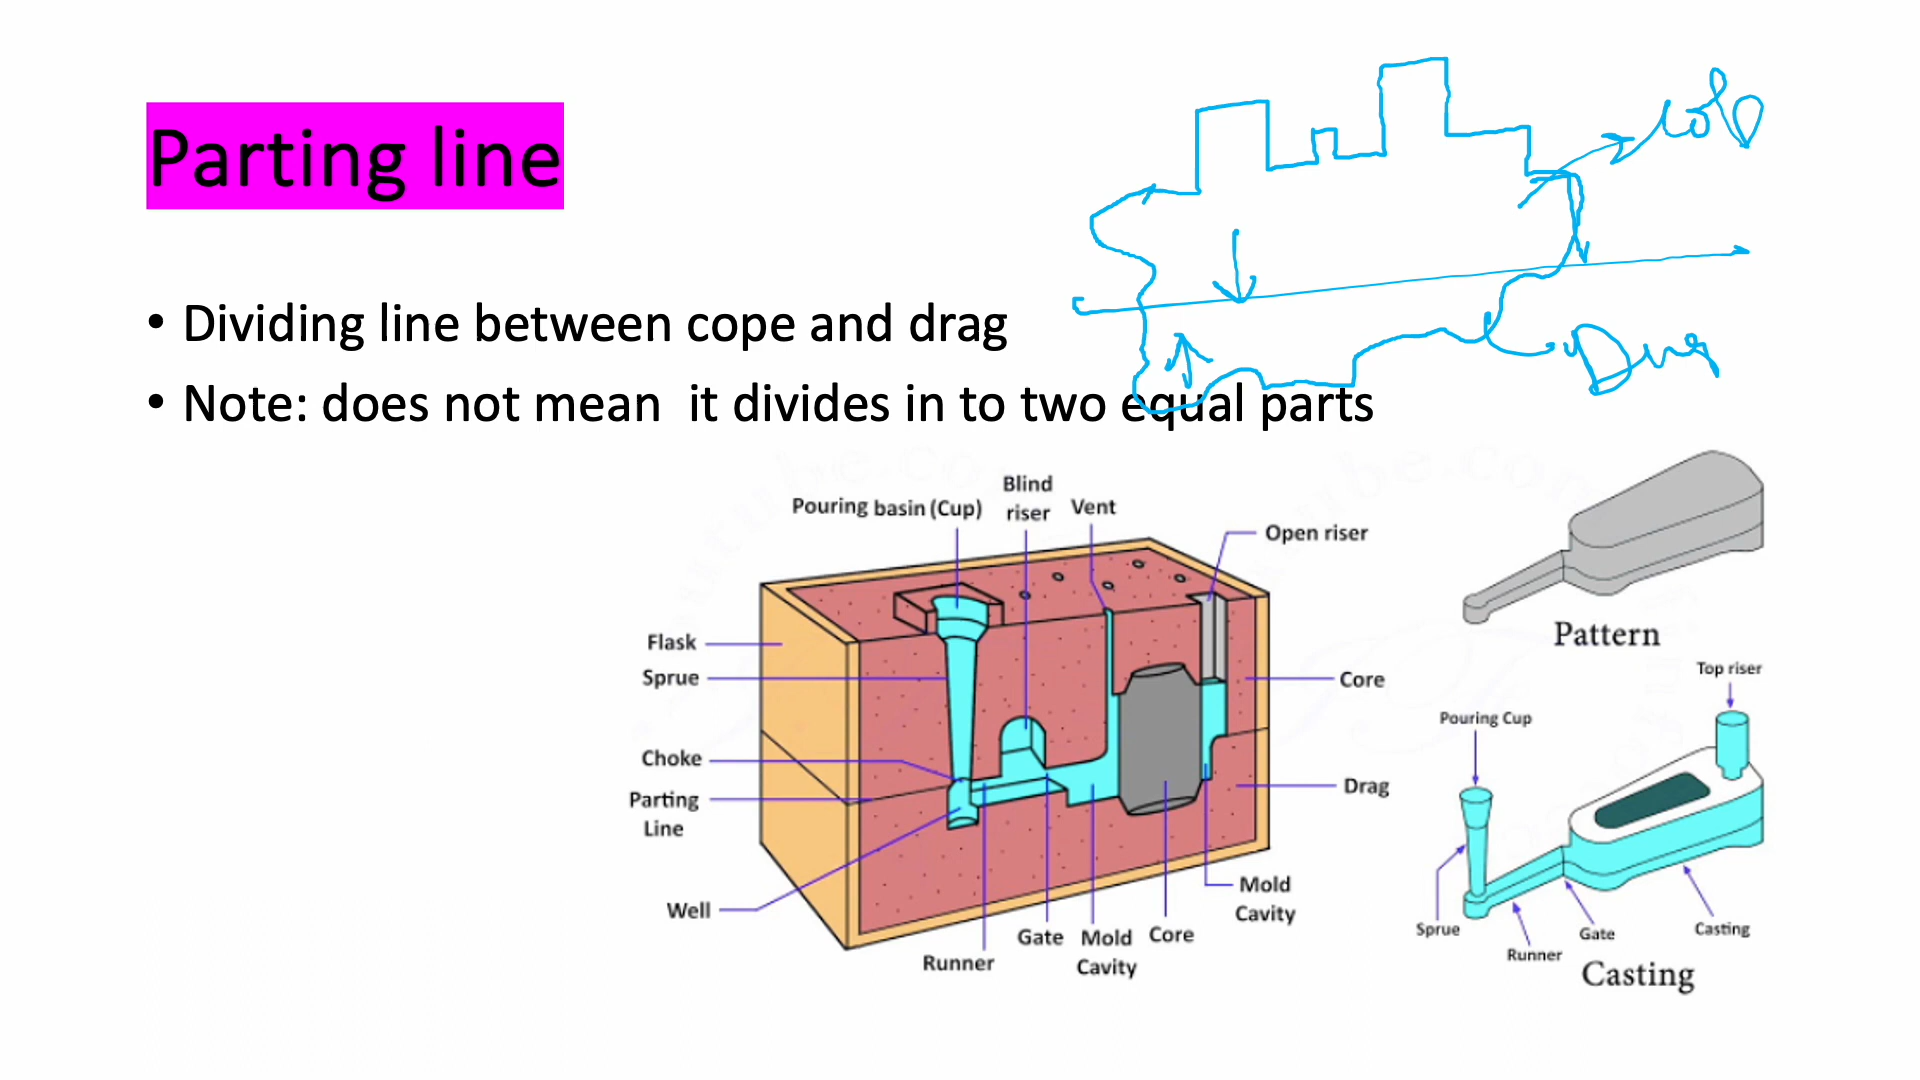 Parting line
• Dividing line between cope and drag
• Note: does not mean  it divides in to two equal parts
Drag
Blind
riser
Pouring basin (Cup)
Vent
Open riser
Flask
Sprue
Core
Choke
Parting
Line
Drag
Well
Mold
Cavity
Gate
Mold
Cavity
Core
Runner
Pattern
Top riser
Pouring Cup
Sprue
Gate
Casting
Runner
Casting